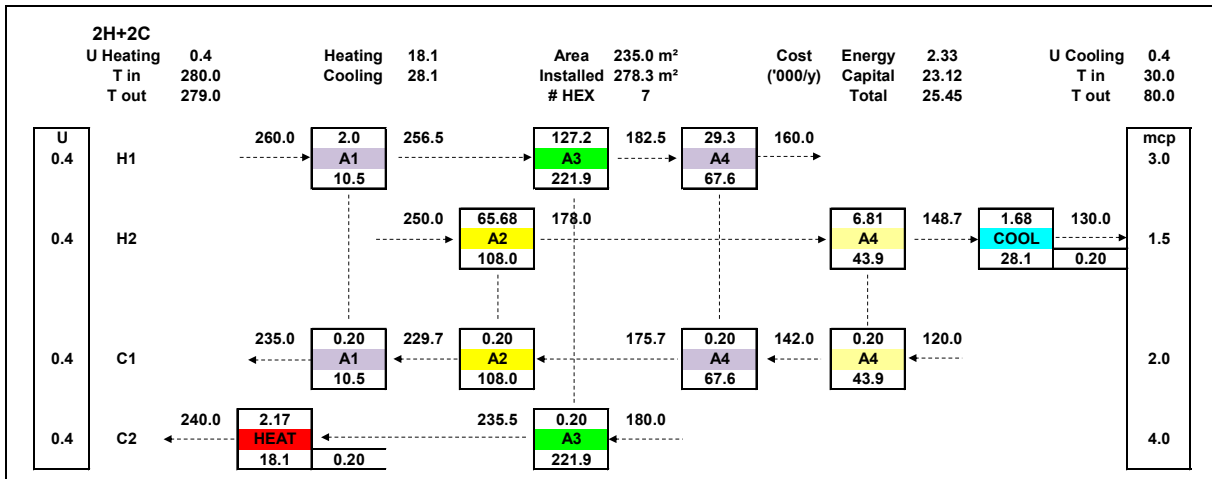 2H+2C
U Heating 0.4 Heating 18.1 Area 235.0 m² Cost Energy 2.33 U Cooling 0.4
T in 280.0 Cooling 28.1 Installed 278.3 m² ('000/y) Capital 23.12 T in 30.0
T out 279.0 # HEX 7 Total 25.45 T out 80.0
U 260.0 2.0 256.5 127.2 182.5 29.3 160.0 mcp
0.4 H1 A1 A3 A4 3.0
10.5 221.9 67.6
250.0 65.68 178.0 6.81 148.7 1.68 130.0
0.4 H2 A2 A4 COOL 1.5
108.0 43.9 28.1 0.20
235.0 0.20 229.7 0.20 175.7 0.20 142.0 0.20 120.0
0.4 C1 A1 A2 A4 A4 2.0
10.5 108.0 67.6 43.9
240.0 2.17 235.5 0.20 180.0
0.4 C2 HEAT A3 4.0
18.1 0.20 221.9